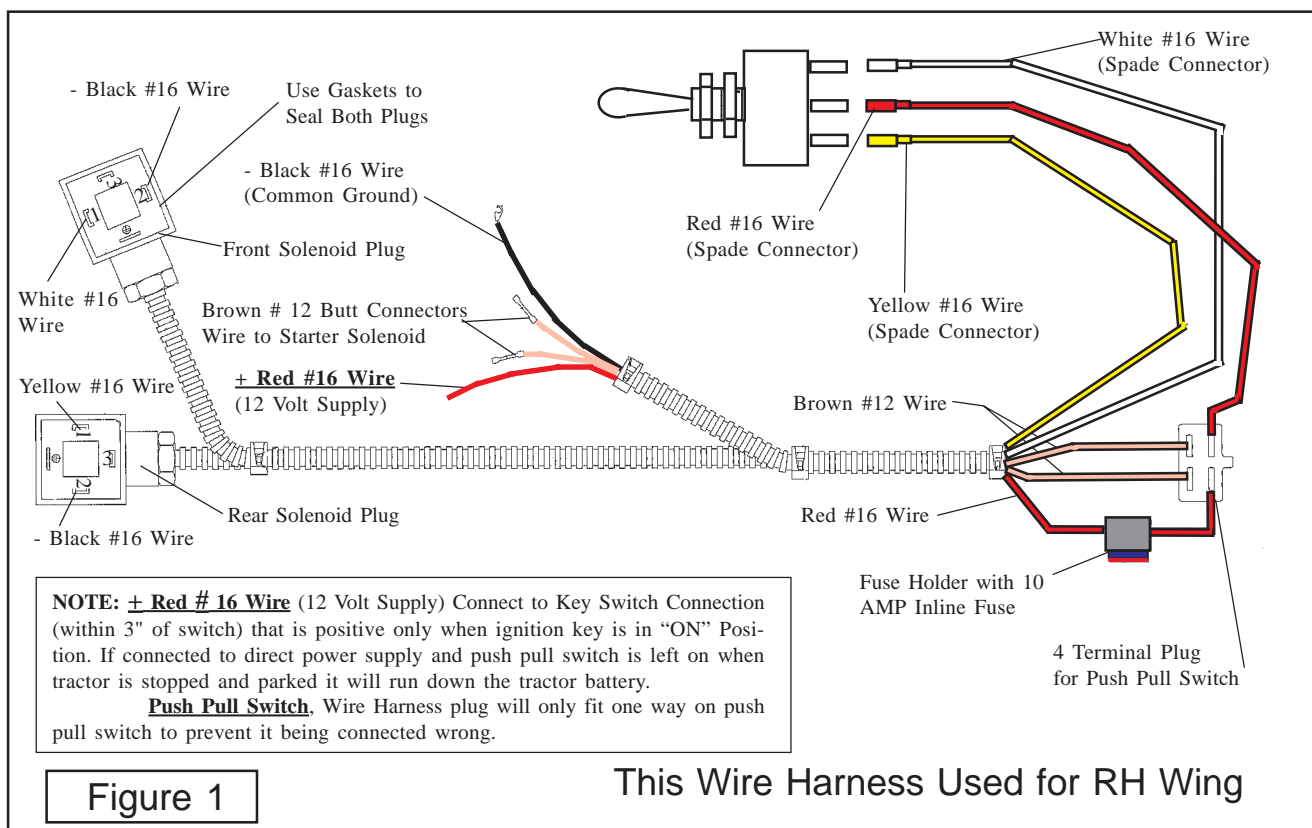 White #16 Wire
(Spade Connector)
- Black #16 Wire
Use Gaskets to
Seal Both Plugs
- Black #16 Wire
(Common Ground)
3
2
1
Red #16 Wire
(Spade Connector)
Front Solenoid Plug
White #16
Wire
Brown # 12 Butt Connectors
Wire to Starter Solenoid
Yellow #16 Wire
(Spade Connector)
+ Red #16 Wire
(12 Volt Supply)
Yellow #16 Wire
Brown #12 Wire
1
3
2
Rear Solenoid Plug
Red #16 Wire
- Black #16 Wire
Fuse Holder with 10
AMP Inline Fuse
4 Terminal Plug
for Push Pull Switch
NOTE: + Red # 16 Wire (12 Volt Supply) Connect to Key Switch Connection
(within 3" of switch) that is positive only when ignition key is in “ON” Posi-
tion. If connected to direct power supply and push pull switch is left on when
tractor is stopped and parked it will run down the tractor battery.
Push Pull Switch, Wire Harness plug will only fit one way on push
pull switch to prevent it being connected wrong.
Figure 1
This Wire Harness Used for RH Wing